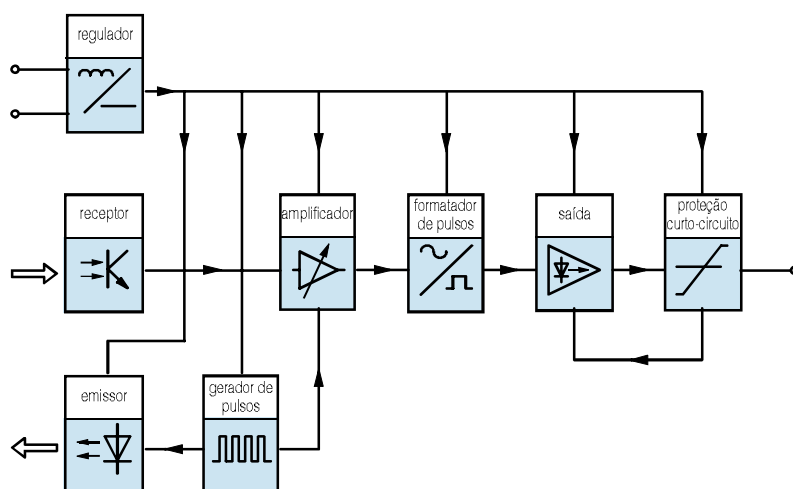 regulador
receptor
amplificador
formatador
de pulsos
saída
proteção
curto-circuito
emissor
gerador de
pulsos